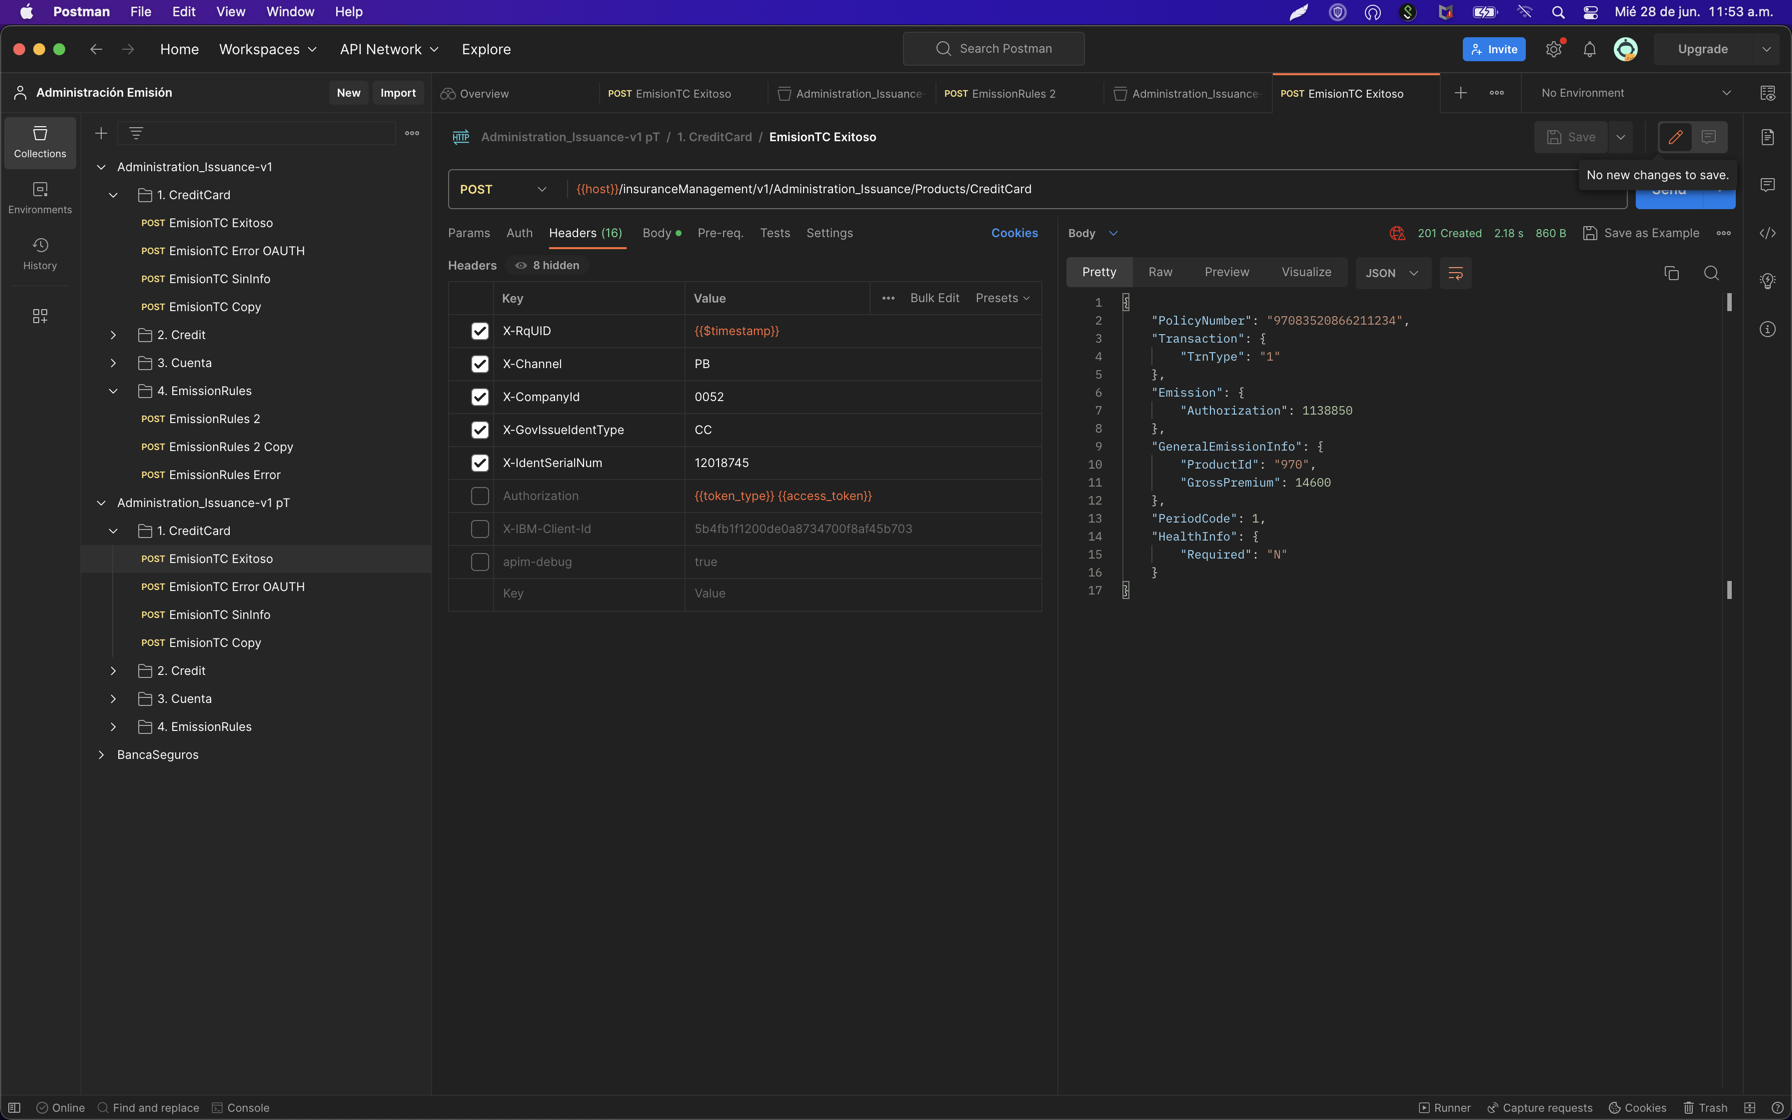 Postman File Edit View Window Help
Mié 28 de jun. 11:53 a.m.
Home Workspaces API Network Explore
Search Postman
Invite
Upgrade
Administración Emisión
New Import
Overview
POST EmisionTC Exitoso
Administration_Issuance-
POST EmissionRules 2
Administration_Issuance-
POST EmisionTC Exitoso
No Environment
Collections
Environments
History
Administration_Issuance-v1
1. CreditCard
POST EmisionTC Exitoso
POST EmisionTC Error OAUTH
POST EmisionTC SinInfo
POST EmisionTC Copy
2. Credit
3. Cuenta
4. EmissionRules
POST EmissionRules 2
POST EmissionRules 2 Copy
POST EmissionRules Error
Administration_Issuance-v1 pT
1. CreditCard
POST EmisionTC Exitoso
POST EmisionTC Error OAUTH
POST EmisionTC SinInfo
POST EmisionTC Copy
2. Credit
3. Cuenta
4. EmissionRules
BancaSeguros
HTTP Administration_Issuance-v1 pT / 1. CreditCard / EmisionTC Exitoso
Save
No new changes to save.
POST {{host}}/insuranceManagement/v1/Administration_Issuance/Products/CreditCard
Send
Params Auth Headers (16) Body Pre-req. Tests Settings Cookies
Headers 8 hidden
Key Value Bulk Edit Presets
X-RqUID {{$timestamp}}
X-Channel PB
X-CompanyId 0052
X-GovIssueIdentType CC
X-IdentSerialNum 12018745
Authorization {{token_type}} {{access_token}}
X-IBM-Client-Id 5b4fb1f1200de0a8734700f8af45b703
apim-debug true
Key Value
Body
201 Created 2.18 s 860 B Save as Example
Pretty Raw Preview Visualize JSON
1 {
2 "PolicyNumber": "97083520866211234",
3 "Transaction": {
4 "TrnType": "1"
5 },
6 "Emission": {
7 "Authorization": 1138850
8 },
9 "GeneralEmissionInfo": {
10 "ProductId": "970",
11 "GrossPremium": 14600
12 },
13 "PeriodCode": 1,
14 "HealthInfo": {
15 "Required": "N"
16 }
17 }
Online Find and replace Console
Runner Capture requests Cookies Trash